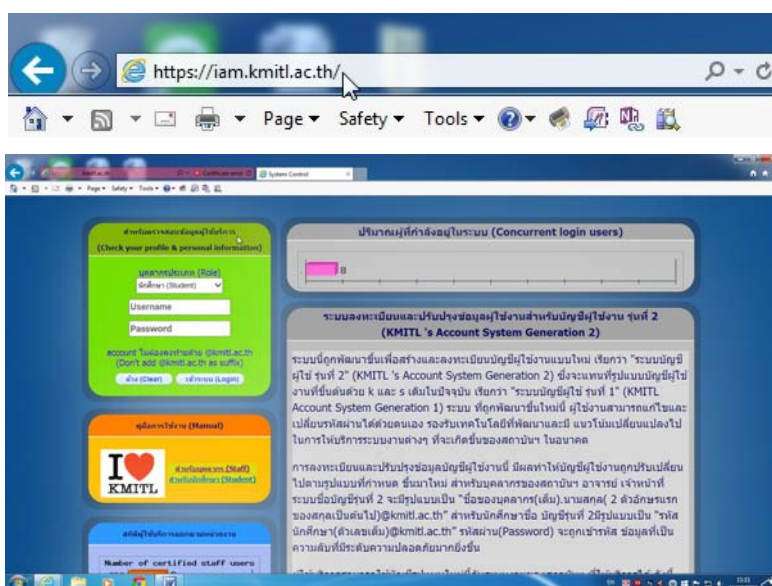 https://iam.kmitl.ac.th/
Page Safety Tools
Certificate error
System Control
Page Safety Tools
สำหรับตรวจสอบข้อมูลผู้ใช้บริการ
(Check your profile & personal information)
บุคลากรประเภท (Role)
นักศึกษา (Student)
Username
Password
account ไม่ต้องลงท้ายด้วย @kmitl.ac.th
(Don't add @kmitl.ac.th as suffix)
ล้าง (Clear) เข้าระบบ (Login)
คู่มือการใช้งาน (Manual)
I
KMITL
สำหรับบุคลากร (Staff)
สำหรับนักศึกษา (Student)
สถิติผู้ใช้บริการแยกตามหน่วยงาน
Number of certified staff users
ปริมาณผู้ที่กำลังอยู่ในระบบ (Concurrent login users)
8
ระบบลงทะเบียนและปรับปรุงข้อมูลผู้ใช้งานสำหรับบัญชีผู้ใช้งาน รุ่นที่ 2
(KMITL 's Account System Generation 2)
ระบบนี้ถูกพัฒนาขึ้นเพื่อสร้างและลงทะเบียนบัญชีผู้ใช้งานแบบใหม่ เรียกว่า "ระบบบัญชี
ผู้ใช้ รุ่นที่ 2" (KMITL 's Account System Generation 2) ซึ่งจะแทนที่รูปแบบบัญชีผู้ใช้
งานที่ขึ้นต้นด้วย k และ s เดิมในปัจจุบัน เรียกว่า "ระบบบัญชีผู้ใช้ รุ่นที่ 1" (KMITL
Account System Generation 1) ระบบ ที่ถูกพัฒนาขึ้นใหม่นี้ ผู้ใช้งานสามารถแก้ไขและ
เปลี่ยนรหัสผ่านได้ด้วยตนเอง รองรับเทคโนโลยีที่พัฒนาและมี แนวโน้มเปลี่ยนแปลงไป
ในการให้บริการระบบงานต่างๆ ที่จะเกิดขึ้นของสถาบันฯ ในอนาคต
การลงทะเบียนและปรับปรุงข้อมูลบัญชีผู้ใช้งานนี้ มีผลทำให้บัญชีผู้ใช้งานถูกปรับเปลี่ยน
ไปตามรูปแบบที่กำหนด ขึ้นมาใหม่ สำหรับบุคลากรของสถาบันฯ อาจารย์ เจ้าหน้าที่
ระบบชื่อบัญชีรุ่นที่ 2 จะมีรูปแบบเป็น "ชื่อของบุคลากร(เต็ม).นามสกุล( 2 ตัวอักษรแรก
ของสกุลเป็นต้นไป)@kmitl.ac.th" สำหรับนักศึกษาชื่อ บัญชีรุ่นที่ 2มีรูปแบบเป็น "รหัส
นักศึกษา(ตัวเลขเต็ม)@kmitl.ac.th" รหัสผ่าน(Password) จะถูกเข้ารหัส ข้อมูลที่เป็น
ความลับที่มีระดับความปลอดภัยมากยิ่งขึ้น